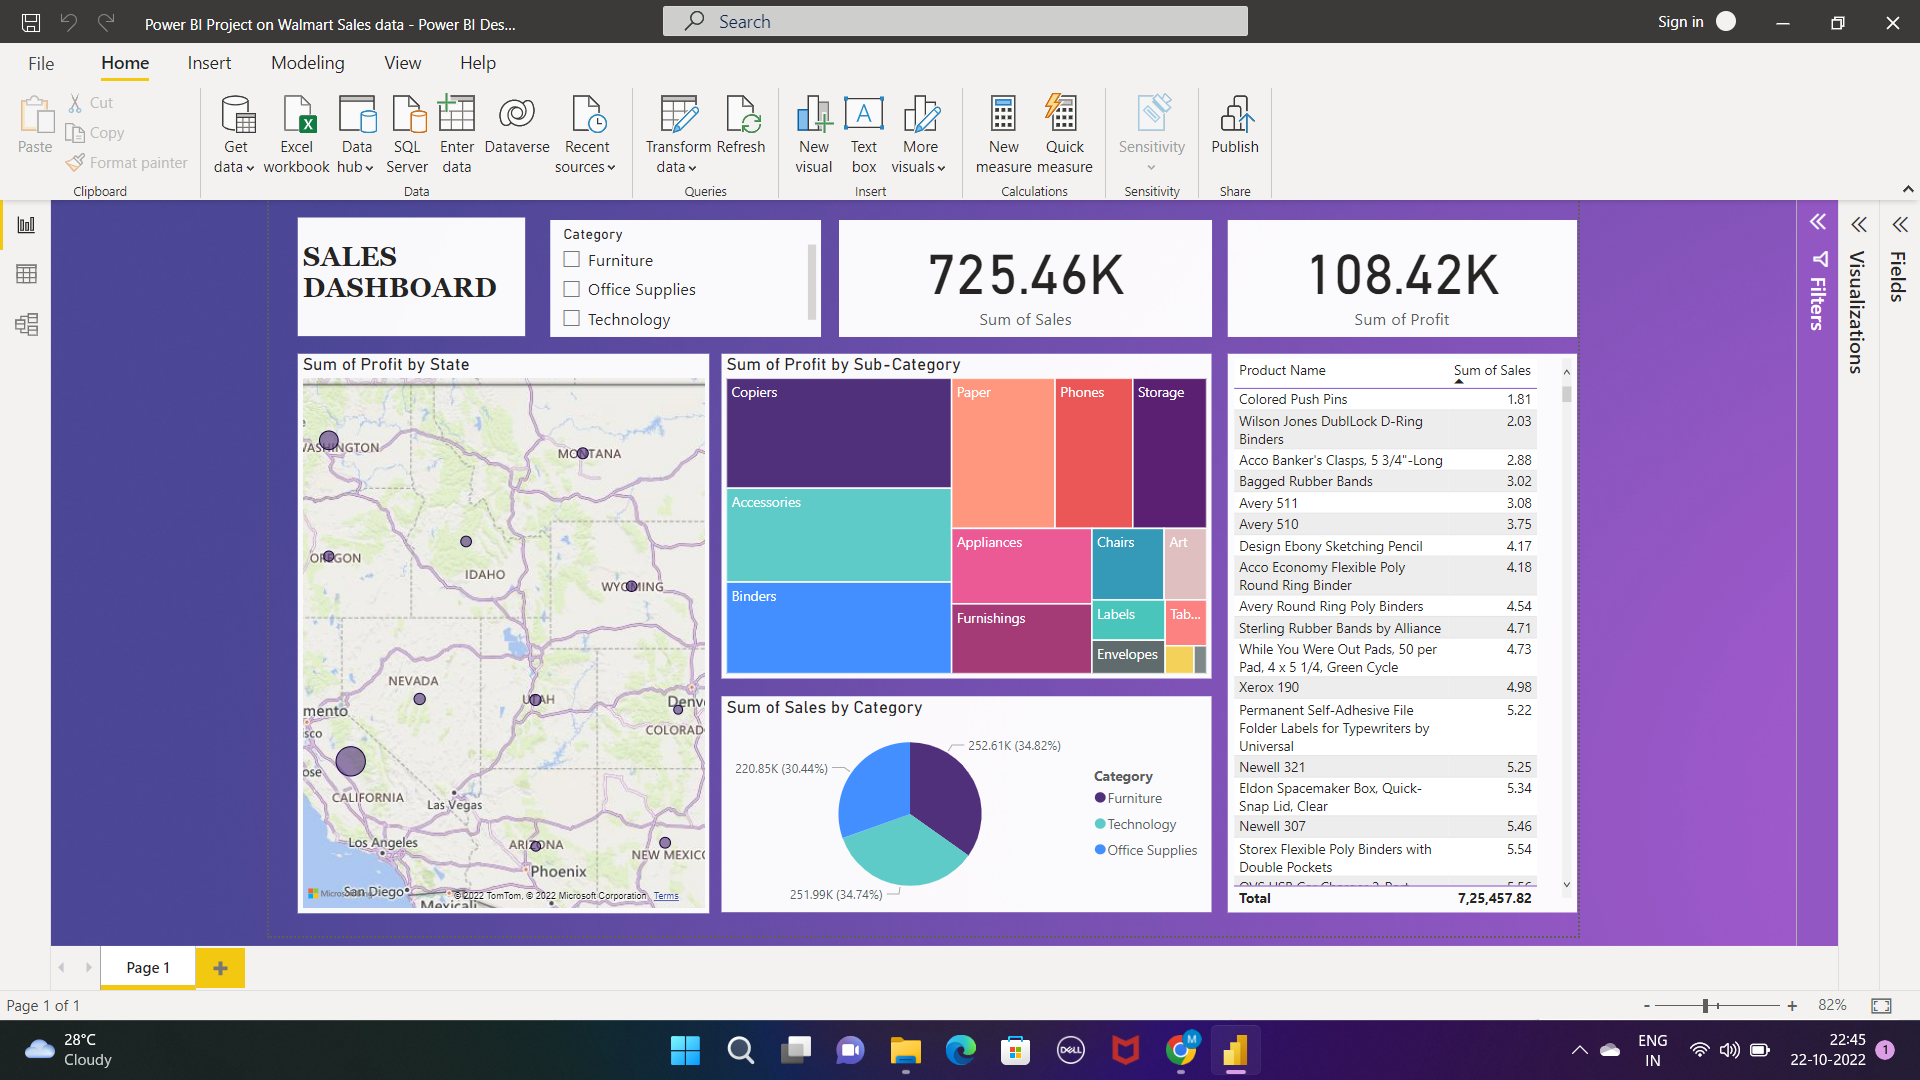 Power BI Project on Walmart Sales data - Power BI Des...
Search
Sign in
File
Home
Insert
Modeling
View
Help
Paste
Cut
Copy
Format painter
Clipboard
Get data
Excel workbook
Data hub
SQL Server
Enter data
Dataverse
Recent sources
Data
Transform data
Refresh
Queries
New visual
Text box
More visuals
Insert
New measure
Quick measure
Calculations
Sensitivity
Sensitivity
Publish
Share
SALES
DASHBOARD
Category
Furniture
Office Supplies
Technology
725.46K
Sum of Sales
108.42K
Sum of Profit
Filters
Visualizations
Fields
Sum of Profit by State
WASHINGTON
MONTANA
OREGON
IDAHO
WYOMING
NEVADA
UTAH
Denv
mento
COLORAD
sco
ose
CALIFORNIA
Las Vegas
Los Angeles
ARIZONA
NEW MEXIC
Phoenix
San Diego
Mexicali
© 2022 TomTom, © 2022 Microsoft Corporation Terms
Sum of Profit by Sub-Category
Copiers
Paper
Phones
Storage
Accessories
Appliances
Chairs
Art
Binders
Furnishings
Labels
Tab...
Envelopes
Sum of Sales by Category
252.61K (34.82%)
220.85K (30.44%)
251.99K (34.74%)
Category
Furniture
Technology
Office Supplies
Product Name Sum of Sales
Colored Push Pins 1.81
Wilson Jones DublLock D-Ring 2.03
Binders
Acco Banker's Clasps, 5 3/4"-Long 2.88
Bagged Rubber Bands 3.02
Avery 511 3.08
Avery 510 3.75
Design Ebony Sketching Pencil 4.17
Acco Economy Flexible Poly 4.18
Round Ring Binder
Avery Round Ring Poly Binders 4.54
Sterling Rubber Bands by Alliance 4.71
While You Were Out Pads, 50 per 4.73
Pad, 4 x 5 1/4, Green Cycle
Xerox 190 4.98
Permanent Self-Adhesive File 5.22
Folder Labels for Typewriters by
Universal
Newell 321 5.25
Eldon Spacemaker Box, Quick- 5.34
Snap Lid, Clear
Newell 307 5.46
Storex Flexible Poly Binders with 5.54
Double Pockets
Total 7,25,457.82
Page 1
Page 1 of 1
- + 82%
28°C
Cloudy
DELL
M
ENG
IN
22:45
22-10-2022
1